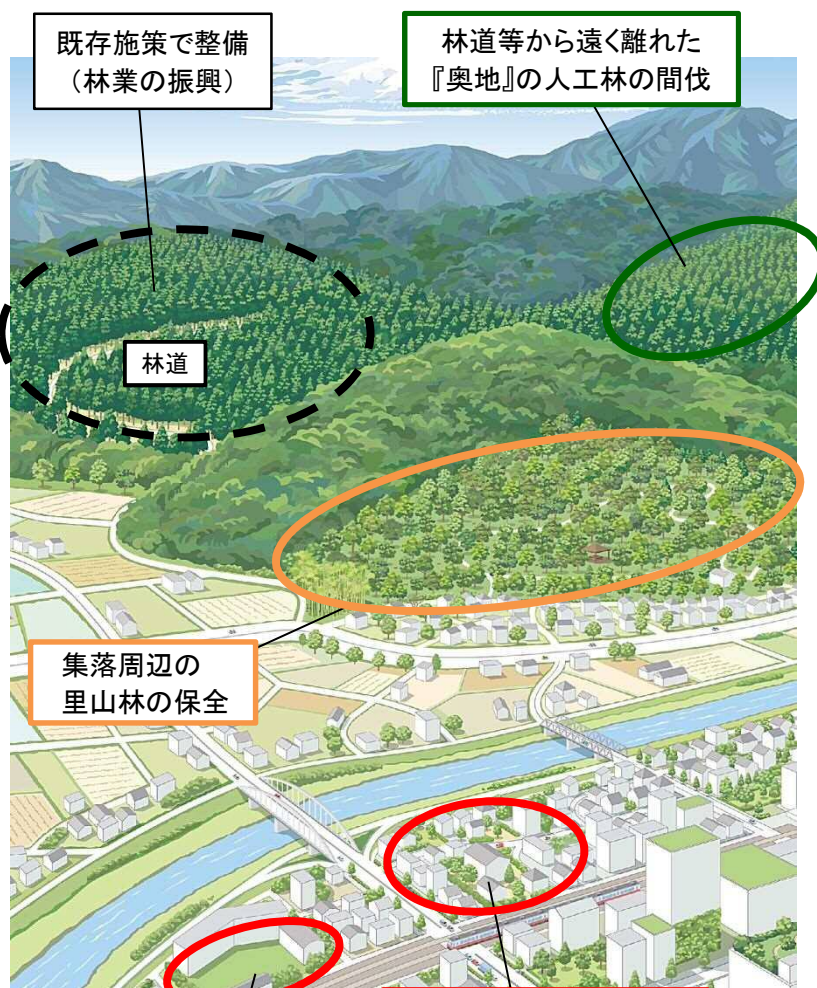 既存施策で整備
（林業の振興）
林道等から遠く離れた
『奥地』の人工林の間伐
林道
集落周辺の
里山林の保全